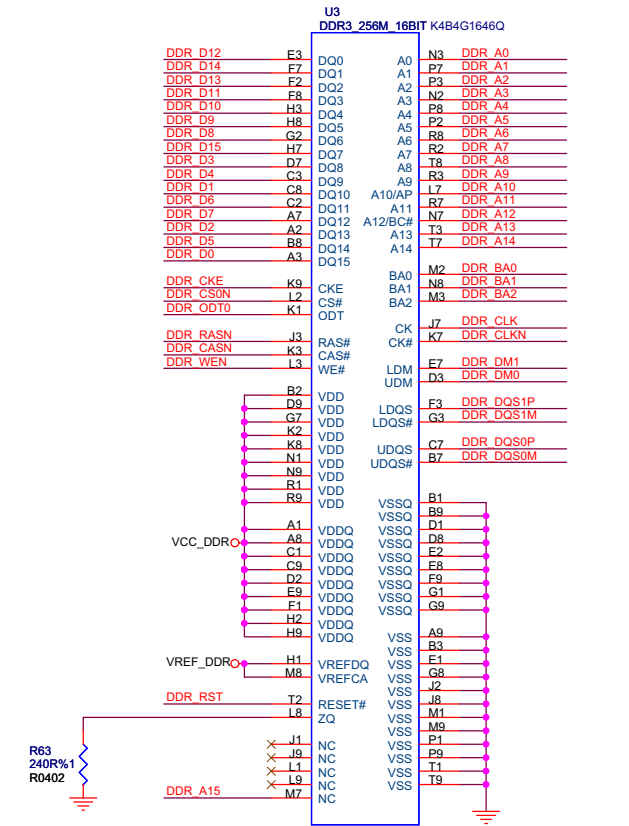 U3
DDR3_256M_16BIT K4B4G1646Q
DDR_D12 E3 DQ0 A0 N3 DDR_A0
DDR_D14 F7 DQ1 A1 P7 DDR_A1
DDR_D13 F2 DQ2 A2 P3 DDR_A2
DDR_D11 F8 DQ3 A3 N2 DDR_A3
DDR_D10 H3 DQ4 A4 P8 DDR_A4
DDR_D9 H8 DQ5 A5 P2 DDR_A5
DDR_D8 G2 DQ6 A6 R8 DDR_A6
DDR_D15 H7 DQ7 A7 R2 DDR_A7
DDR_D3 D7 DQ8 A8 T8 DDR_A8
DDR_D4 C3 DQ9 A9 R3 DDR_A9
DDR_D1 C8 DQ10 A10/AP L7 DDR_A10
DDR_D6 C2 DQ11 A11 R7 DDR_A11
DDR_D7 A7 DQ12 A12/BC# N7 DDR_A12
DDR_D2 A2 DQ13 A13 T3 DDR_A13
DDR_D5 B8 DQ14 A14 T7 DDR_A14
DDR_D0 A3 DQ15
BA0 M2 DDR_BA0
DDR_CKE K9 CKE BA1 N8 DDR_BA1
DDR_CS0N L2 CS# BA2 M3 DDR_BA2
DDR_ODT0 K1 ODT
CK J7 DDR_CLK
DDR_RASN J3 RAS# CK# K7 DDR_CLKN
DDR_CASN K3 CAS#
DDR_WEN L3 WE# LDM E7 DDR_DM1
UDM D3 DDR_DM0
B2 VDD
D9 VDD LDQS F3 DDR_DQS1P
G7 VDD LDQS# G3 DDR_DQS1M
K2 VDD
K8 VDD UDQS C7 DDR_DQS0P
N1 VDD UDQS# B7 DDR_DQS0M
N9 VDD
R1 VDD
R9 VDD VSSQ B1
VSSQ B9
A1 VDDQ VSSQ D1
VCC_DDR A8 VDDQ VSSQ D8
C1 VDDQ VSSQ E2
C9 VDDQ VSSQ E8
D2 VDDQ VSSQ F9
E9 VDDQ VSSQ G1
F1 VDDQ VSSQ G9
H2 VDDQ
H9 VDDQ VSS A9
VSS B3
VREF_DDR H1 VREFDQ VSS E1
M8 VREFCA VSS G8
VSS J2
DDR_RST T2 RESET# VSS J8
L8 ZQ VSS M1
VSS M9
J1 NC VSS P1
R63 J9 NC VSS P9
240R%1 L1 NC VSS T1
R0402 L9 NC VSS T9
DDR_A15 M7 NC